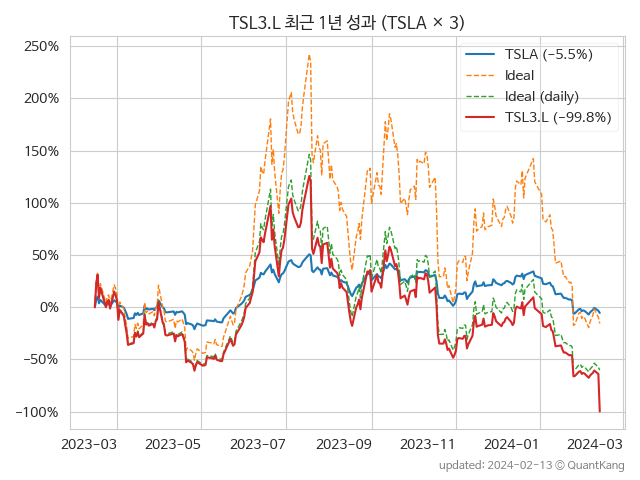 TSL3.L 최근 1년 성과 (TSLA × 3)
250%
200%
150%
100%
50%
0%
−50%
−100%
TSLA (−5.5%)
Ideal
Ideal (daily)
TSL3.L (−99.8%)
2023-03 2023-05 2023-07 2023-09 2023-11 2024-01 2024-03
updated: 2024-02-13 © QuantKang